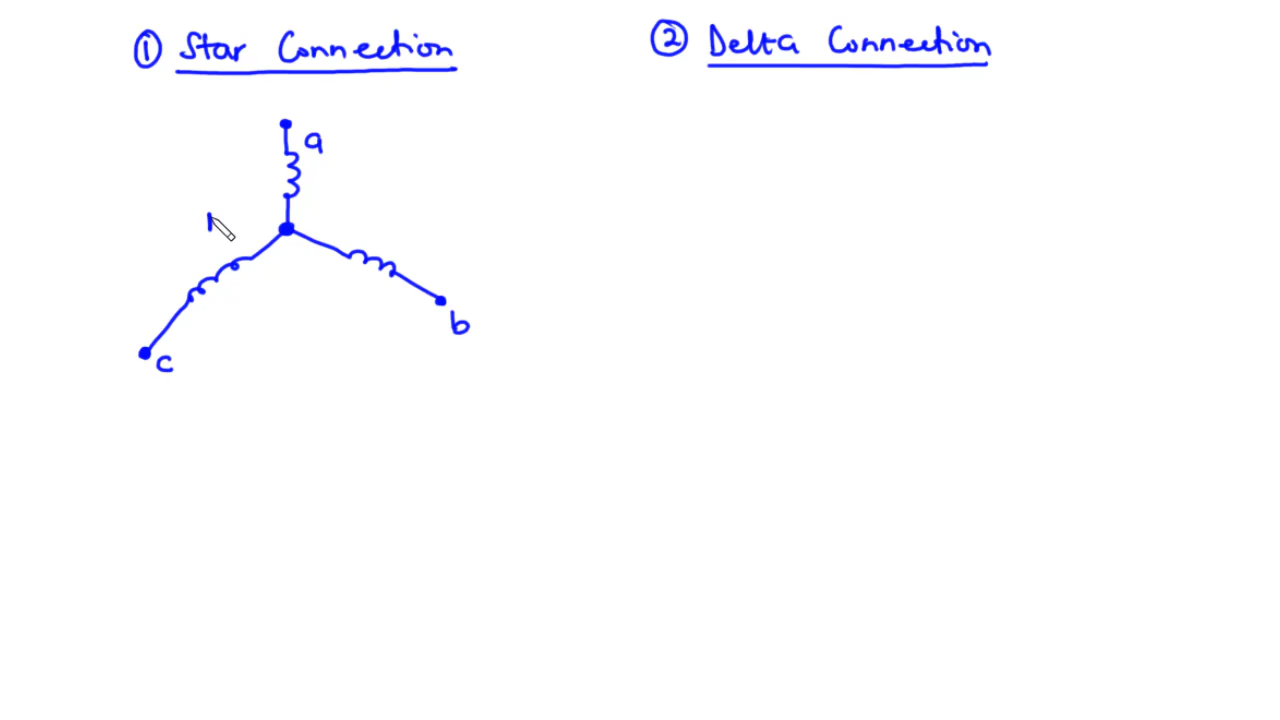 ① Star Connection
② Delta Connection
a
b
c